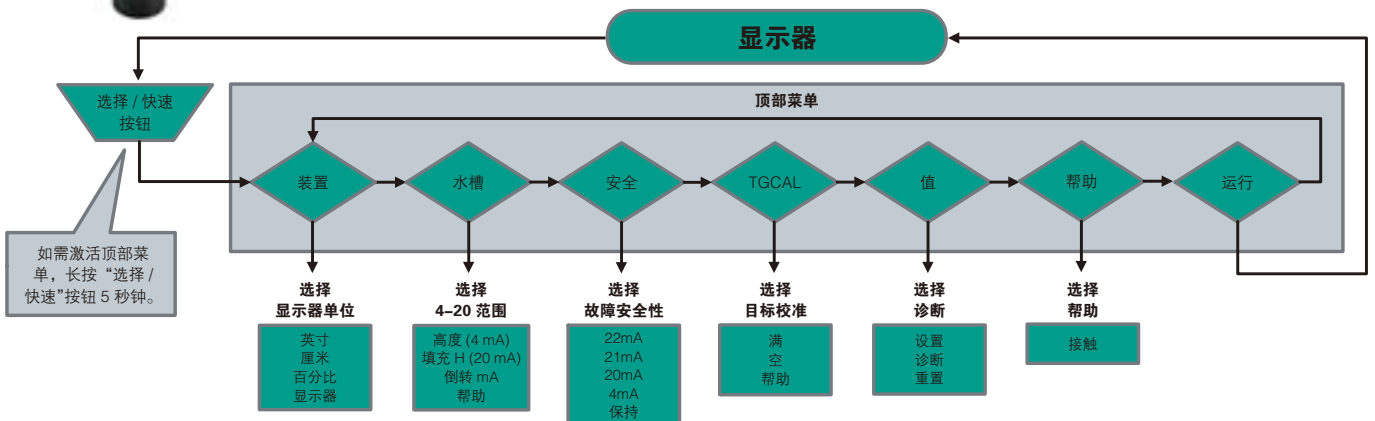 显示器
选择 / 快速
按钮
顶部菜单
装置
水槽
安全
TGCAL
值
帮助
运行
如需激活顶部菜
单，长按“选择 /
快速”按钮 5 秒钟。
选择
显示器单位
英寸
厘米
百分比
显示器
选择
4–20 范围
高度 (4 mA)
填充 H (20 mA)
倒转 mA
帮助
选择
故障安全性
22mA
21mA
20mA
4mA
保持
选择
目标校准
满
空
帮助
选择
诊断
设置
诊断
重置
选择
帮助
接触